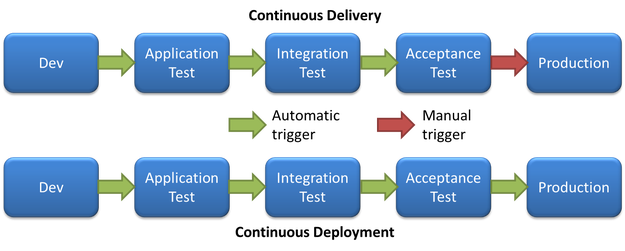 Continuous Delivery
Dev
Application
Test
Integration
Test
Acceptance
Test
Production
Automatic
trigger
Manual
trigger
Dev
Application
Test
Integration
Test
Acceptance
Test
Production
Continuous Deployment